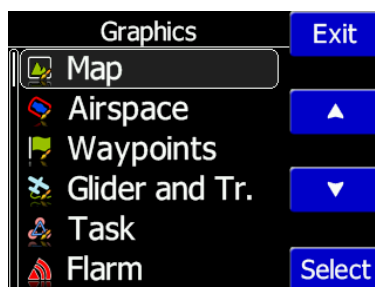 Graphics
Exit
Map
Airspace
Waypoints
Glider and Tr.
Task
Flarm
Select